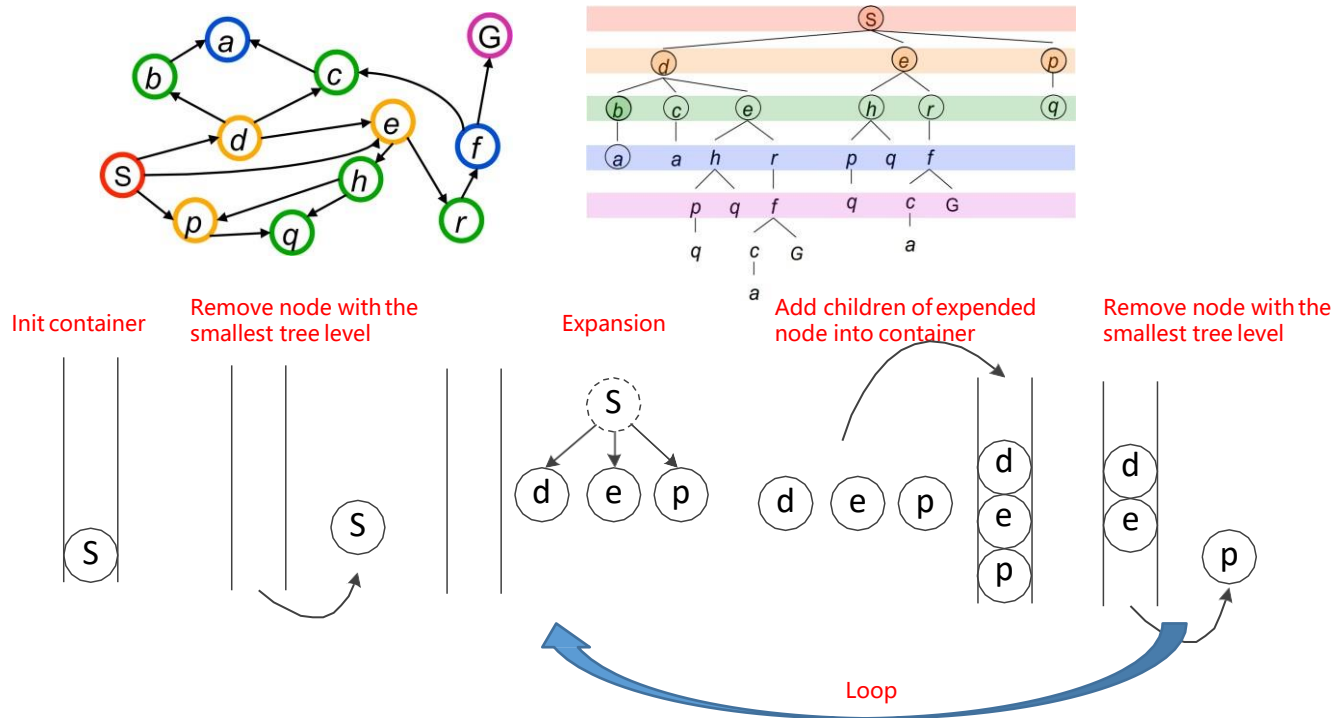 a
G
b
c
d
e
f
S
h
p
q
r
S
d e p
b c e h r q
a a h r p q f
p q f q c G
q c G a
a
Init container
Remove node with the
smallest tree level
Expansion
Add children of expended
node into container
Remove node with the
smallest tree level
S
S
S
d e p
d e p
d
e
p
d
e
p
Loop